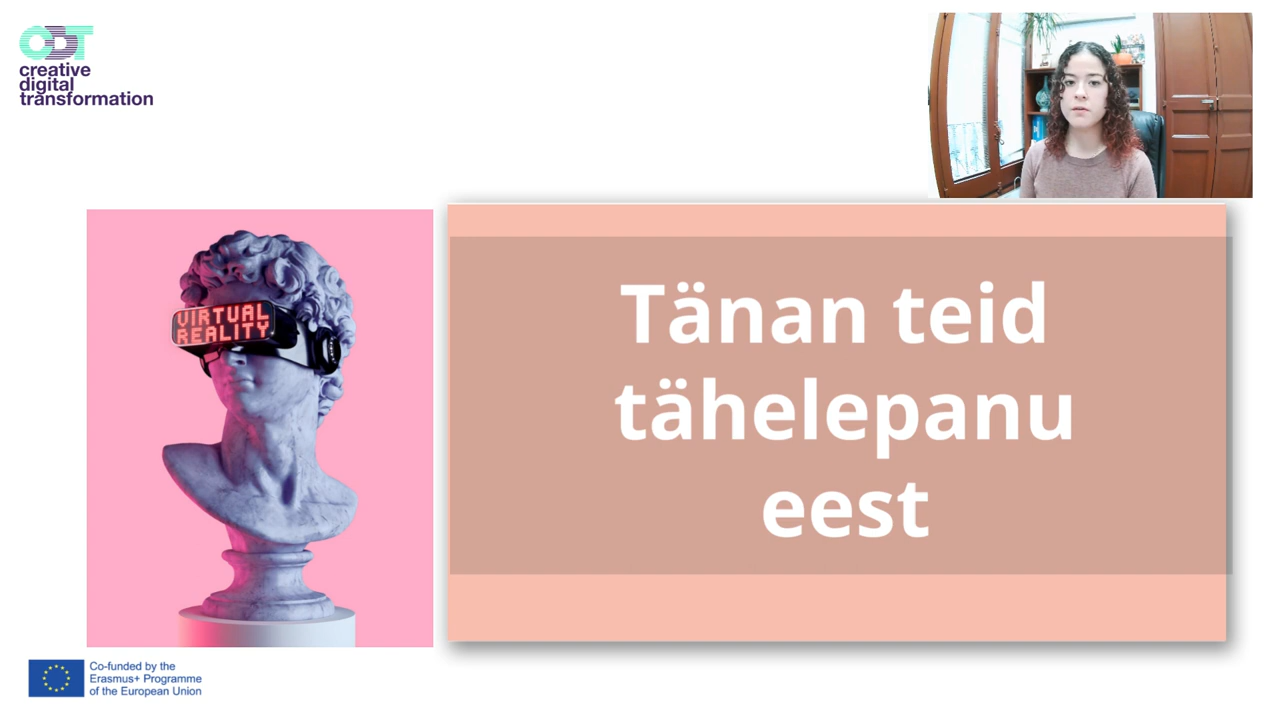 CDT
creative
digital
transformation
VIRTUAL
REALITY
Tänan teid
tähelepanu
eest
Co-funded by the
Erasmus+ Programme
of the European Union